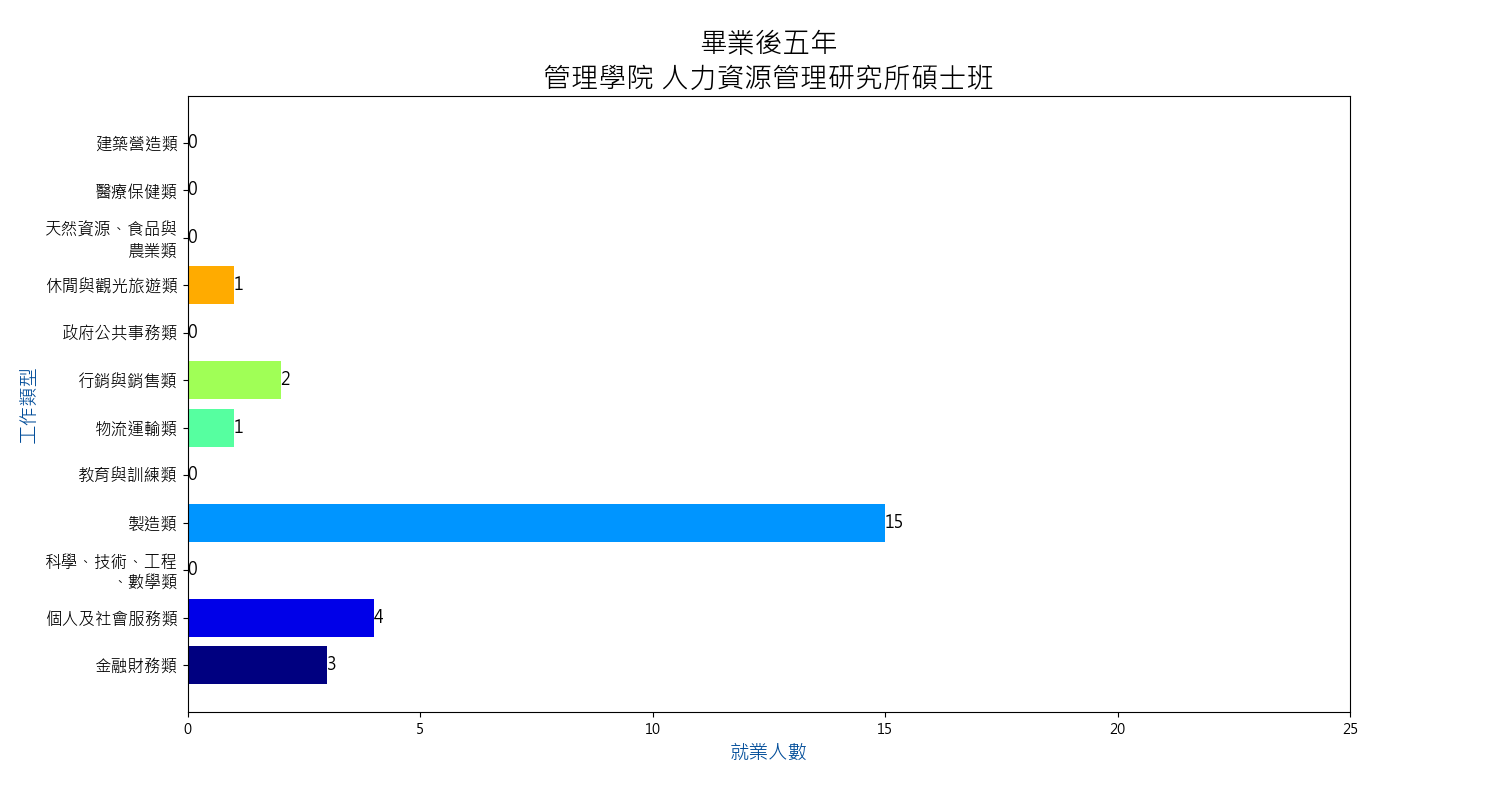 畢業後五年
管理學院 人力資源管理研究所碩士班
建築營造類 0
醫療保健類 0
天然資源、食品與
農業類
0
休閒與觀光旅遊類 1
政府公共事務類 0
行銷與銷售類 2
物流運輸類 1
教育與訓練類 0
製造類 15
科學、技術、工程
、數學類
0
個人及社會服務類 4
金融財務類 3
工作類型
0 5 10 15 20 25
就業人數